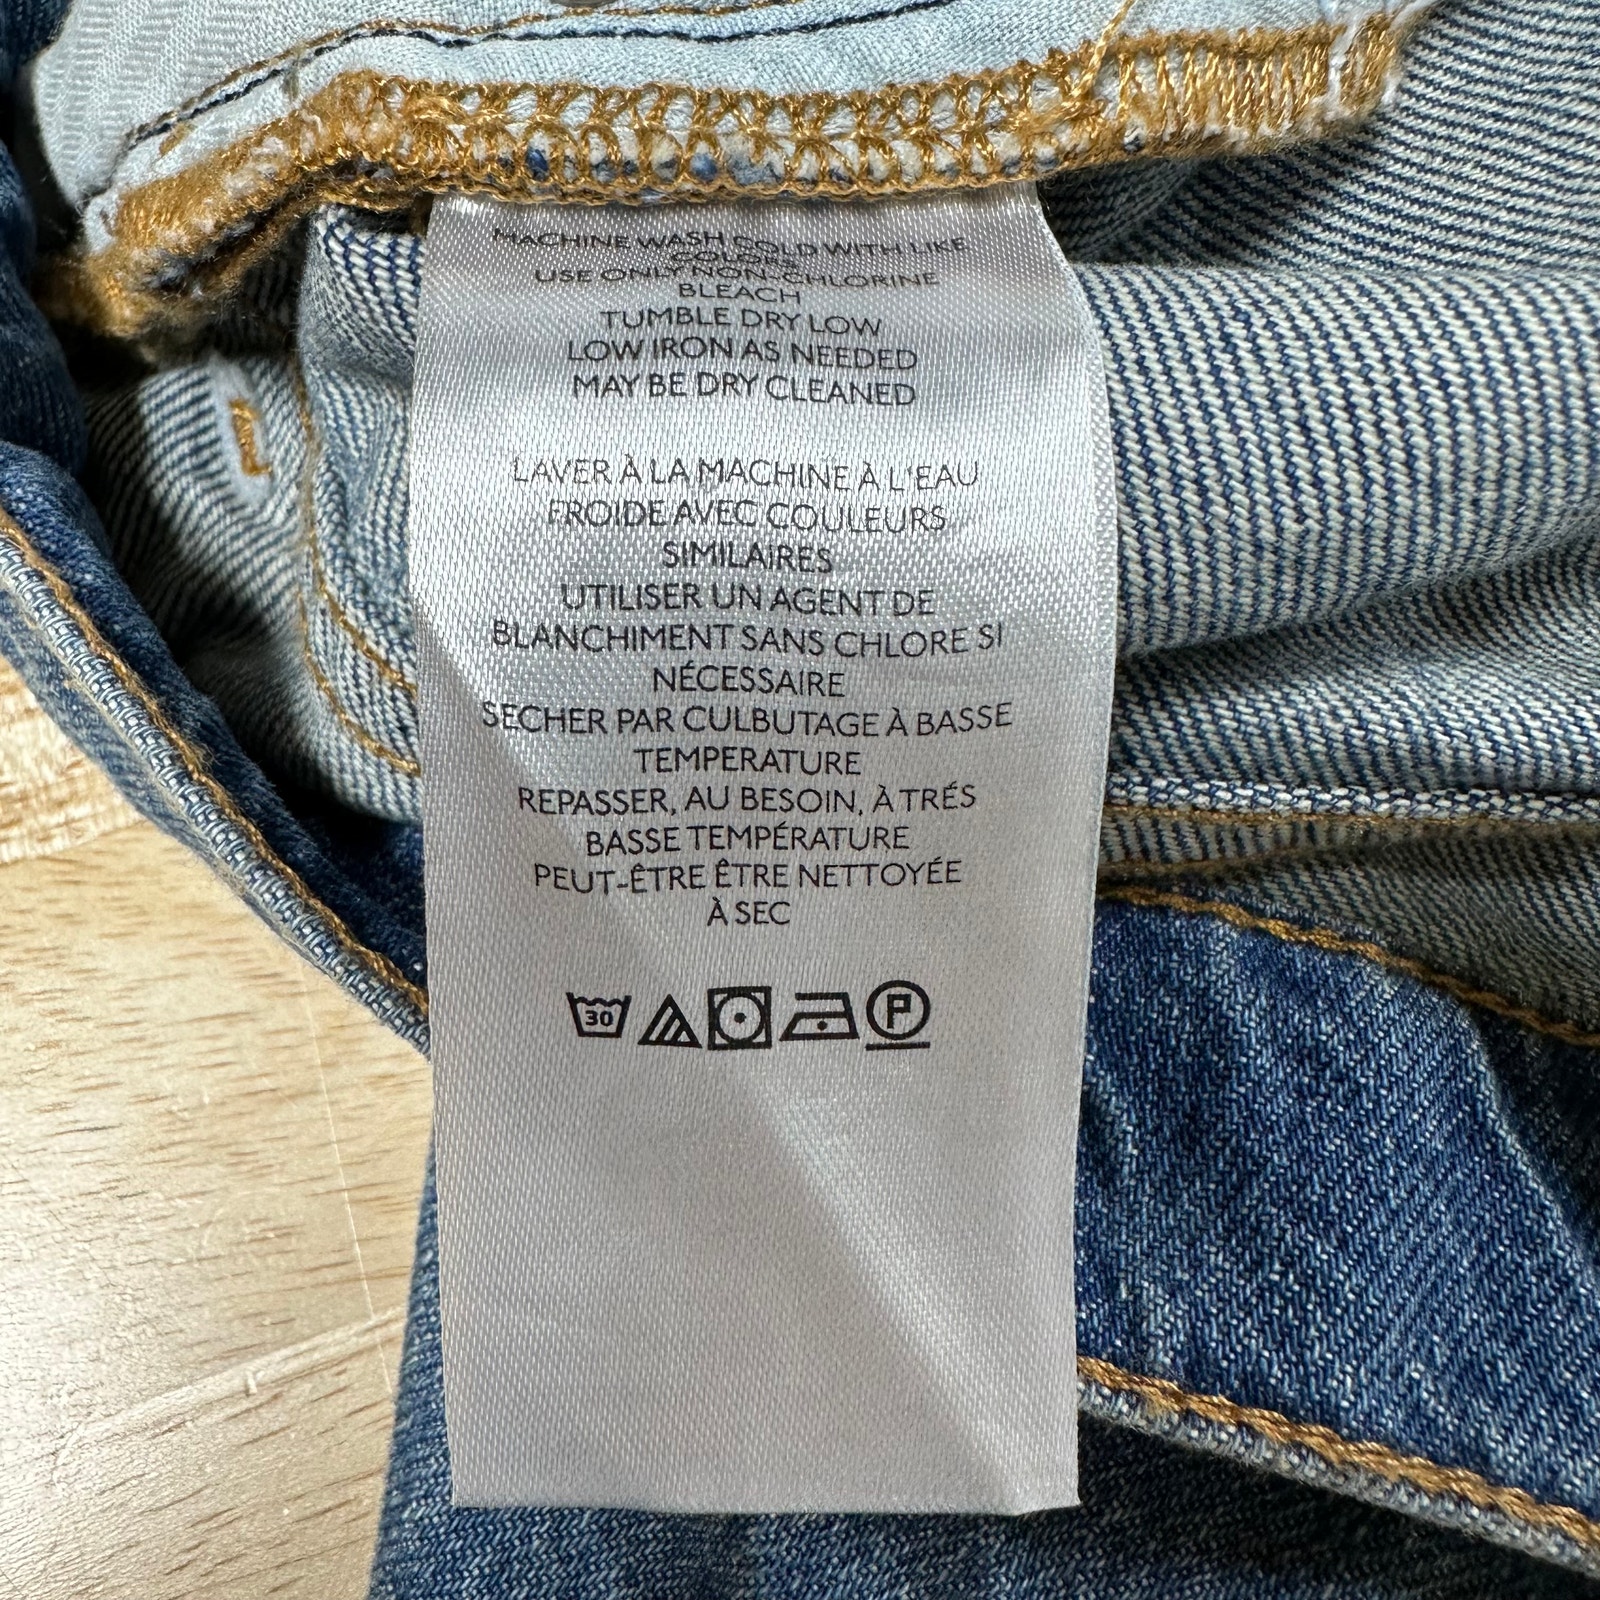 MACHINE WASH COLD WITH LIKE
COLORS
USE ONLY NON-CHLORINE
BLEACH
TUMBLE DRY LOW
LOW IRON AS NEEDED
MAY BE DRY CLEANED
LAVER À LA MACHINE À L'EAU
FROIDE AVEC COULEURS
SIMILAIRES
UTILISER UN AGENT DE
BLANCHIMENT SANS CHLORE SI
NÉCESSAIRE
SECHER PAR CULBUTAGE À BASSE
TEMPERATURE
REPASSER, AU BESOIN, À TRÉS
BASSE TEMPÉRATURE
PEUT-ÊTRE ÊTRE NETTOYÉE
À SEC
30 P